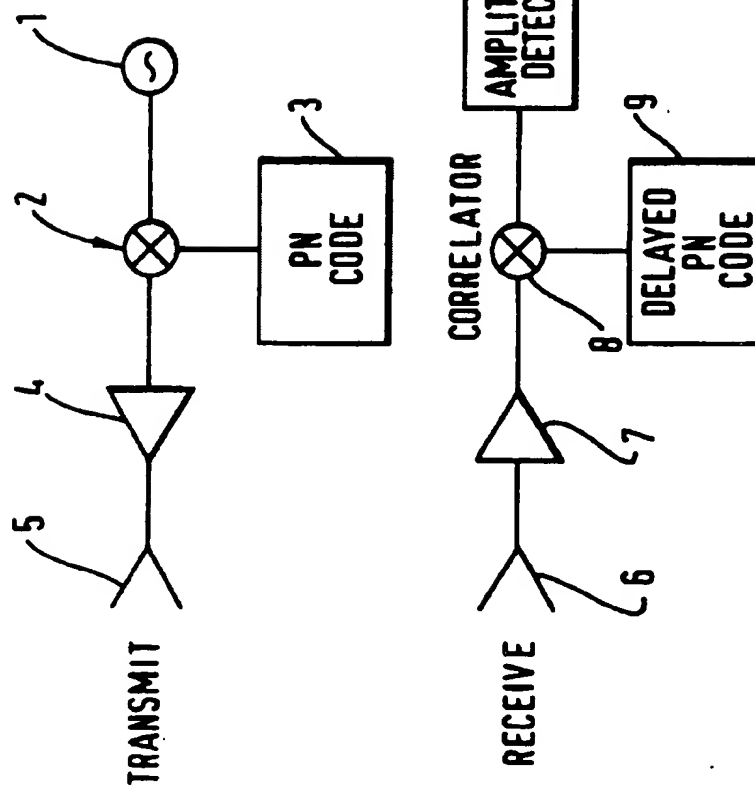 TRANSMIT
5
4
2
1
PN
CODE
3
RECEIVE
6
7
CORRELATOR
8
DELAYED
PN
CODE
9